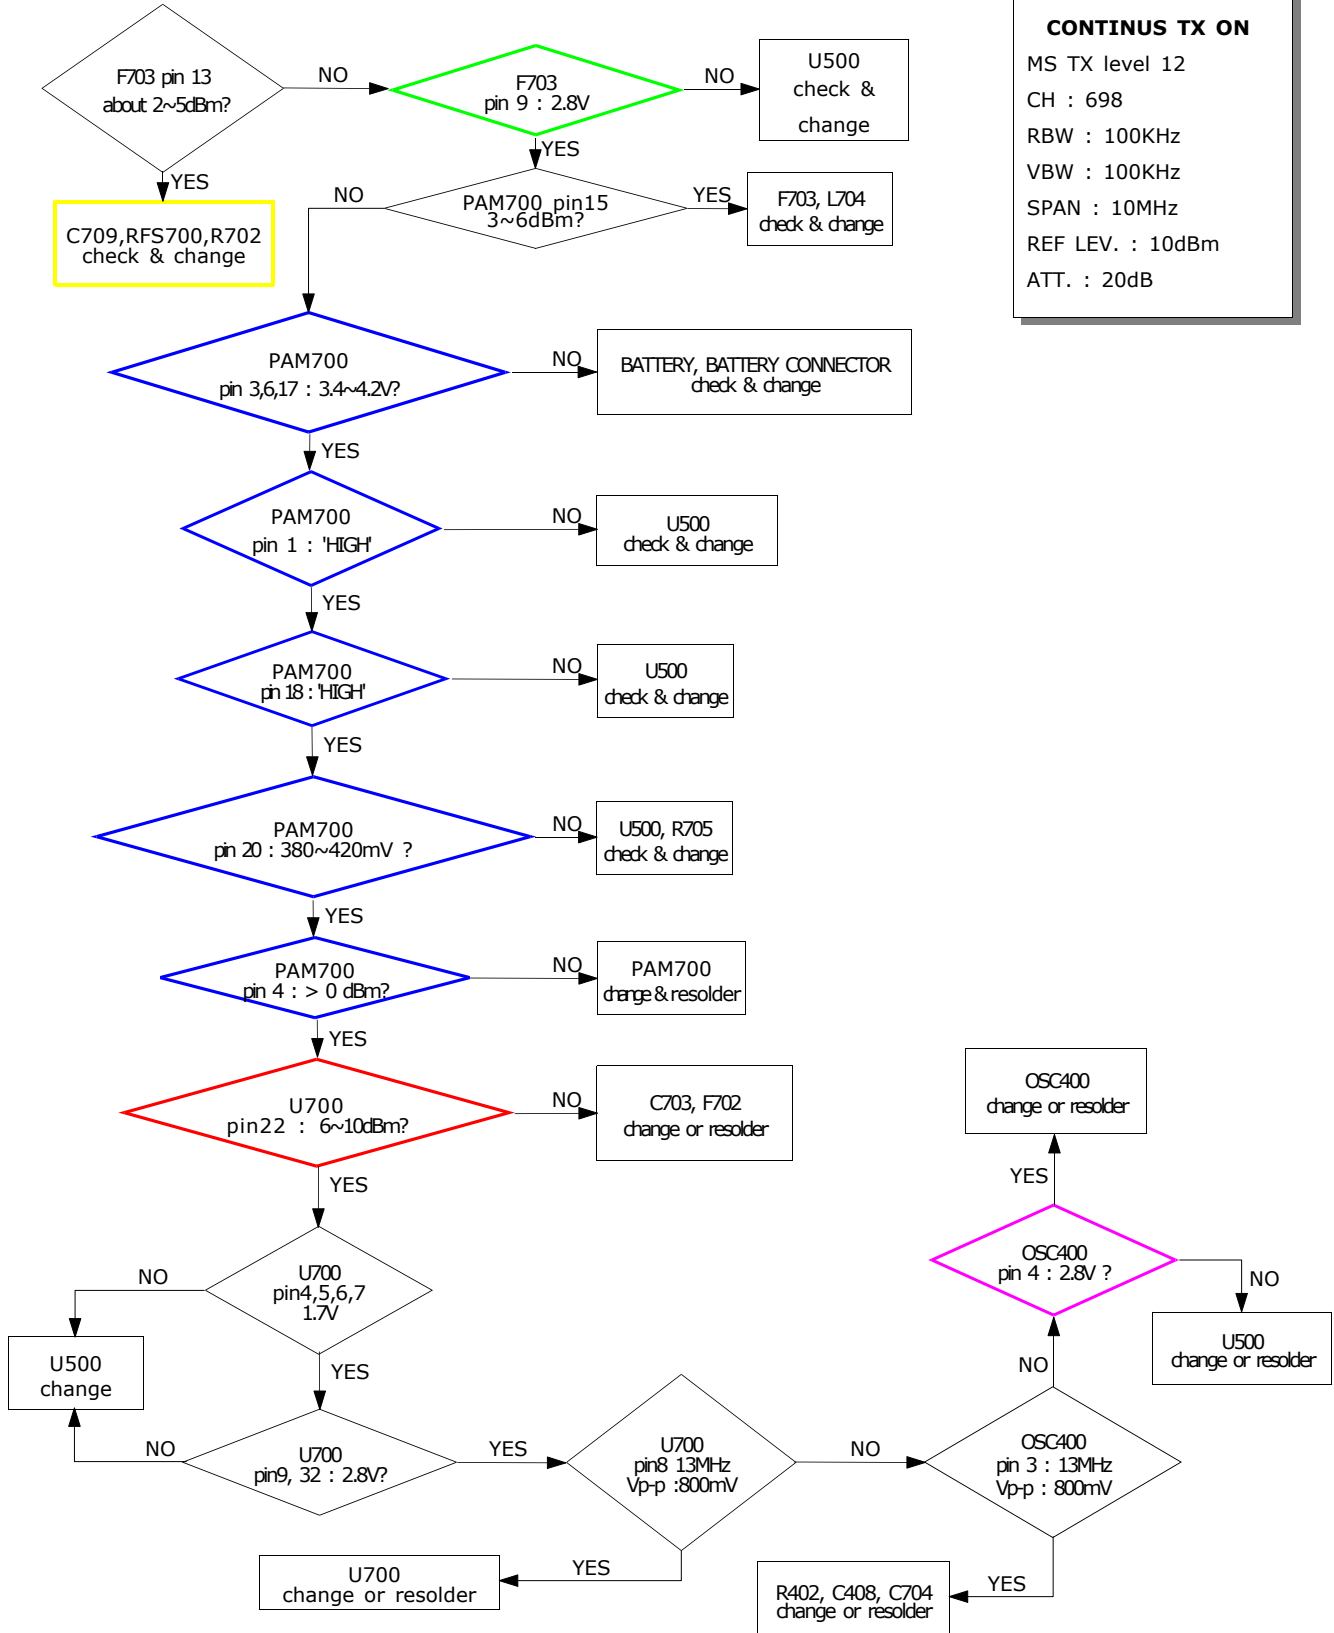 CONTINUS TX ON
MS TX level 12
CH : 698
RBW : 100KHz
VBW : 100KHz
SPAN : 10MHz
REF LEV. : 10dBm
ATT. : 20dB
F703 pin 13
about 2~5dBm?
NO
F703
pin 9 : 2.8V
NO
U500
check &
change
YES
YES
C709,RFS700,R702
check & change
NO
PAM700 pin15
3~6dBm?
YES
F703, L704
check & change
PAM700
pin 3,6,17 : 3.4~4.2V?
NO
BATTERY, BATTERY CONNECTOR
check & change
YES
PAM700
pin 1 : 'HIGH'
NO
U500
check & change
YES
PAM700
pin 18 : 'HIGH'
NO
U500
check & change
YES
PAM700
pin 20 : 380~420mV ?
NO
U500, R705
check & change
YES
PAM700
pin 4 : > 0 dBm?
NO
PAM700
change & resolder
YES
U700
pin22 : 6~10dBm?
NO
C703, F702
change or resolder
YES
U700
pin4,5,6,7
1.7V
NO
U500
change
YES
U700
pin9, 32 : 2.8V?
NO
YES
U700
pin8 13MHz
Vp-p :800mV
YES
U700
change or resolder
NO
OSC400
pin 3 : 13MHz
Vp-p : 800mV
YES
R402, C408, C704
change or resolder
NO
OSC400
pin 4 : 2.8V ?
NO
U500
change or resolder
YES
OSC400
change or resolder